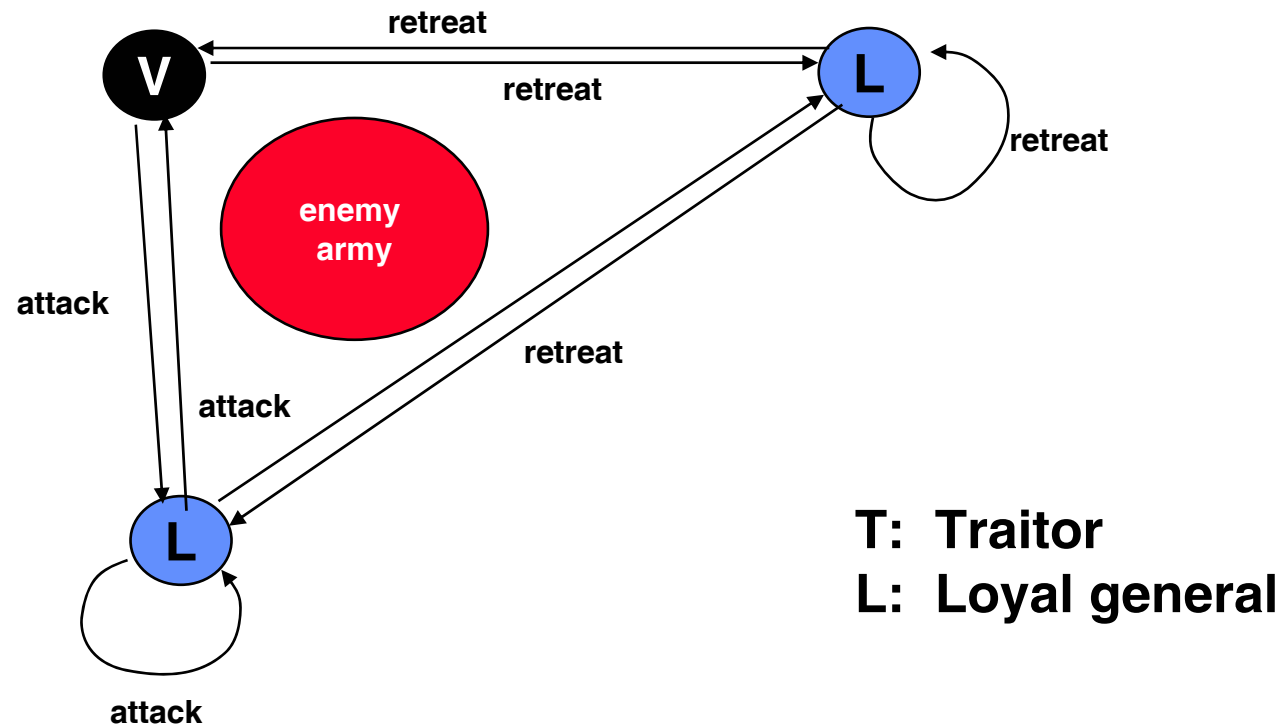 retreat
V
L
retreat
retreat
enemy
army
attack
retreat
attack
L
T: Traitor
L: Loyal general
attack